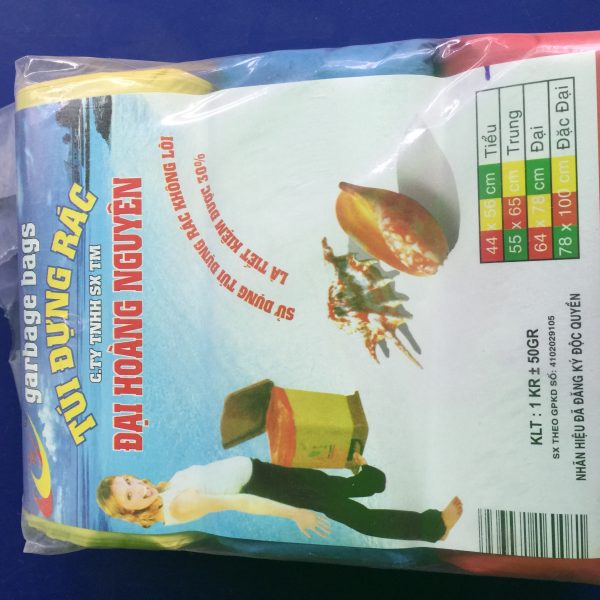 garbage bags
TÚI ĐỰNG RÁC
C.TY TNHH SX TM
ĐẠI HOÀNG NGUYÊN
SỬ DỤNG TÚI ĐỰNG RÁC KHÔNG LÕI
LÀ TIẾT KIỆM ĐƯỢC 30%
44 x 56 cm Tiểu
55 x 65 cm Trung
64 x 78 cm Đại
78 x 100 cm Đặc Đại
KLT : 1 KR ± 50GR
SX THEO GPKD SỐ: 4102029105
NHÃN HIỆU ĐÃ ĐĂNG KÝ ĐỘC QUYỀN